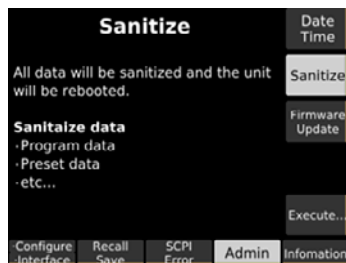 Sanitize
Date
Time
All data will be sanitized and the unit
will be rebooted.
Sanitize
Sanitaize data
·Program data
·Preset data
·etc...
Firmware
Update
Execute...
·Configure
·Interface
Recall
Save
SCPI
Error
Admin
Infomation